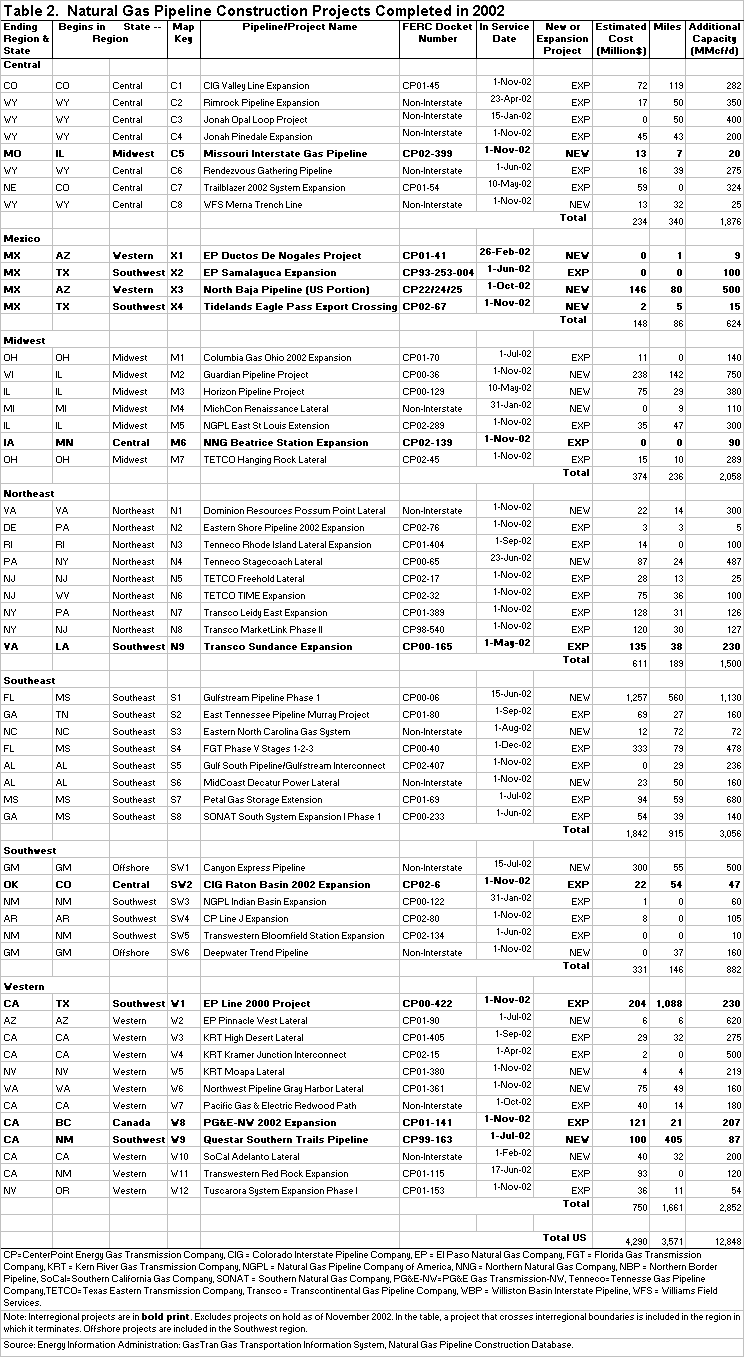 Table 2.  Natural Gas Pipeline Construction Projects Completed in 2002
Ending Region & State | Begins in State -- Region | Map Key | Pipeline/Project Name | FERC Docket Number | In Service Date | New or Expansion Project | Estimated Cost (Million$) | Miles | Additional Capacity (MMcf/d)
Central
CO CO Central C1 CIG Valley Line Expansion CP01-45 1-Nov-02 EXP 72 119 282
WY WY Central C2 Rimrock Pipeline Expansion Non-Interstate 23-Apr-02 EXP 17 50 350
WY WY Central C3 Jonah Opal Loop Project Non-Interstate 15-Jan-02 EXP 0 50 400
WY WY Central C4 Jonah Pinedale Expansion Non-Interstate 1-Nov-02 EXP 45 43 200
MO IL Midwest C5 Missouri Interstate Gas Pipeline CP02-399 1-Nov-02 NEW 13 7 20
WY WY Central C6 Rendezvous Gathering Pipeline Non-Interstate 1-Jun-02 EXP 16 39 275
NE CO Central C7 Trailblazer 2002 System Expansion CP01-54 10-May-02 EXP 59 0 324
WY WY Central C8 WFS Merna Trench Line Non-Interstate 1-Nov-02 NEW 13 32 25
Total 234 340 1,876
Mexico
MX AZ Western X1 EP Ductos De Nogales Project CP01-41 26-Feb-02 NEW 0 1 9
MX TX Southwest X2 EP Samalayuca Expansion CP93-253-004 1-Jun-02 EXP 0 0 100
MX AZ Western X3 North Baja Pipeline (US Portion) CP22/24/25 1-Oct-02 NEW 146 80 500
MX TX Southwest X4 Tidelands Eagle Pass Export Crossing CP02-67 1-Nov-02 NEW 2 5 15
Total 148 86 624
Midwest
OH OH Midwest M1 Columbia Gas Ohio 2002 Expansion CP01-70 1-Jul-02 EXP 11 0 140
WI IL Midwest M2 Guardian Pipeline Project CP00-36 1-Nov-02 NEW 238 142 750
IL IL Midwest M3 Horizon Pipeline Project CP00-129 10-May-02 NEW 75 29 380
MI MI Midwest M4 MichCon Renaissance Lateral Non-Interstate 31-Jan-02 NEW 0 9 110
IL IL Midwest M5 NGPL East St Louis Extension CP02-289 1-Nov-02 EXP 35 47 300
IA MN Central M6 NNG Beatrice Station Expansion CP02-139 1-Nov-02 EXP 0 0 90
OH OH Midwest M7 TETCO Hanging Rock Lateral CP02-45 1-Nov-02 EXP 15 10 289
Total 374 236 2,058
Northeast
VA VA Northeast N1 Dominion Resources Possum Point Lateral Non-Interstate 1-Nov-02 NEW 22 14 300
DE PA Northeast N2 Eastern Shore Pipeline 2002 Expansion CP02-76 1-Nov-02 EXP 3 3 5
RI RI Northeast N3 Tenneco Rhode Island Lateral Expansion CP01-404 1-Sep-02 EXP 14 0 100
PA NY Northeast N4 Tenneco Stagecoach Lateral CP00-65 23-Jun-02 NEW 87 24 487
NJ NJ Northeast N5 TETCO Freehold Lateral CP02-17 1-Nov-02 EXP 28 13 25
NJ WV Northeast N6 TETCO TIME Expansion CP02-32 1-Nov-02 EXP 75 36 100
NY PA Northeast N7 Transco Leidy East Expansion CP01-389 1-Nov-02 EXP 128 31 126
NY NJ Northeast N8 Transco MarketLink Phase II CP98-540 1-Nov-02 EXP 120 30 127
VA LA Southwest N9 Transco Sundance Expansion CP00-165 1-May-02 EXP 135 38 230
Total 611 189 1,500
Southeast
FL MS Southeast S1 Gulfstream Pipeline Phase 1 CP00-06 15-Jun-02 NEW 1,257 560 1,130
GA TN Southeast S2 East Tennessee Pipeline Murray Project CP01-80 1-Sep-02 EXP 69 27 160
NC NC Southeast S3 Eastern North Carolina Gas System Non-Interstate 1-Aug-02 NEW 12 72 72
FL MS Southeast S4 FGT Phase V Stages 1-2-3 CP00-40 1-Dec-02 EXP 333 79 478
AL AL Southeast S5 Gulf South Pipeline/Gulfstream Interconnect CP02-407 1-Nov-02 EXP 0 29 236
AL AL Southeast S6 MidCoast Decatur Power Lateral Non-Interstate 1-Nov-02 NEW 23 50 160
MS MS Southeast S7 Petal Gas Storage Extension CP01-69 1-Jul-02 EXP 94 59 680
GA MS Southeast S8 SONAT South System Expansion I Phase 1 CP00-233 1-Jun-02 EXP 54 39 140
Total 1,842 915 3,056
Southwest
GM GM Offshore SW1 Canyon Express Pipeline Non-Interstate 15-Jul-02 NEW 300 55 500
OK CO Central SW2 CIG Raton Basin 2002 Expansion CP02-6 1-Nov-02 EXP 22 54 47
NM NM Southwest SW3 NGPL Indian Basin Expansion CP00-122 31-Jan-02 EXP 1 0 60
AR AR Southwest SW4 CP Line J Expansion CP02-80 1-Nov-02 EXP 8 0 105
NM NM Southwest SW5 Transwestern Bloomfield Station Expansion CP02-134 1-Jun-02 EXP 0 0 10
GM GM Offshore SW6 Deepwater Trend Pipeline Non-Interstate 1-Nov-02 NEW 0 37 160
Total 331 146 882
Western
CA TX Southwest W1 EP Line 2000 Project CP00-422 1-Nov-02 EXP 204 1,088 230
AZ AZ Western W2 EP Pinnacle West Lateral CP01-90 1-Jul-02 NEW 6 6 620
CA CA Western W3 KRT High Desert Lateral CP01-405 1-Sep-02 EXP 29 32 275
CA CA Western W4 KRT Kramer Junction Interconnect CP02-15 1-Apr-02 EXP 2 0 500
NV NV Western W5 KRT Moapa Lateral CP01-380 1-Nov-02 NEW 4 4 219
WA WA Western W6 Northwest Pipeline Gray Harbor Lateral CP01-361 1-Nov-02 NEW 75 49 160
CA CA Western W7 Pacific Gas & Electric Redwood Path Non-Interstate 1-Oct-02 EXP 40 14 180
CA BC Canada W8 PG&E-NW 2002 Expansion CP01-141 1-Nov-02 EXP 121 21 207
CA NM Southwest W9 Questar Southern Trails Pipeline CP99-163 1-Jul-02 NEW 100 405 87
CA CA Western W10 SoCal Adelanto Lateral Non-Interstate 1-Feb-02 NEW 40 32 200
CA NM Western W11 Transwestern Red Rock Expansion CP01-115 17-Jun-02 EXP 93 0 120
NV OR Western W12 Tuscarora System Expansion Phase I CP01-153 1-Nov-02 EXP 36 11 54
Total 750 1,661 2,852
Total US 4,290 3,571 12,848
CP=CenterPoint Energy Gas Transmission Company, CIG = Colorado Interstate Pipeline Company, EP = El Paso Natural Gas Company, FGT = Florida Gas Transmission
Company, KRT = Kern River Gas Transmission Company, NGPL = Natural Gas Pipeline Company of America, NNG = Northern Natural Gas Company, NBP = Northern Border
Pipeline, SoCal=Southern California Gas Company, SONAT = Southern Natural Gas Company, PG&E-NW=PG&E Gas Transmission-NW, Tenneco=Tennesse Gas Pipeline
Company,TETCO=Texas Eastern Transmission Company, Transco = Transcontinental Gas Pipeline Company, WBP = Williston Basin Interstate Pipeline, WFS = Williams Field
Services.
Note: Interregional projects are in bold print. Excludes projects on hold as of November 2002. In the table, a project that crosses interregional boundaries is included in the region in
which it terminates. Offshore projects are included in the Southwest region.
Source: Energy Information Administration: GasTran Gas Transportation Information System, Natural Gas Pipeline Construction Database.